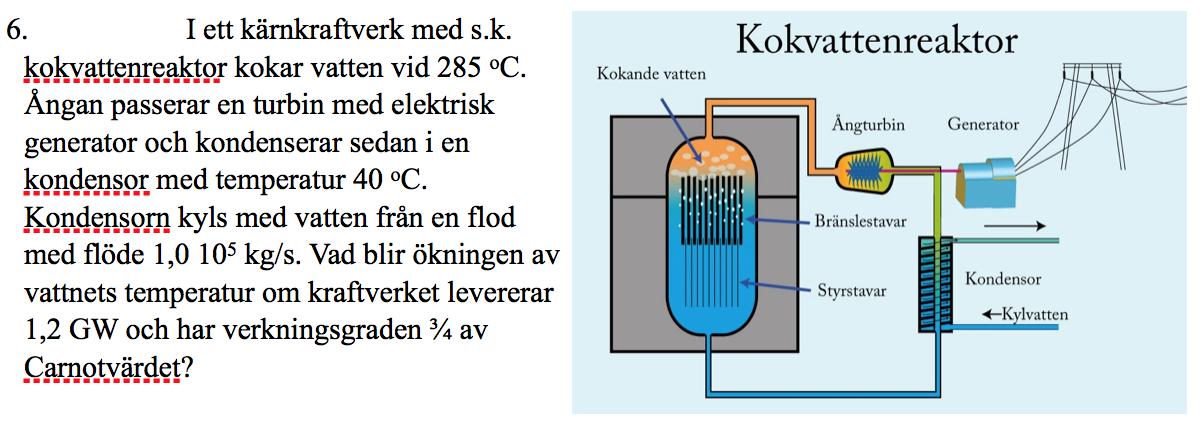 6. I ett kärnkraftverk med s.k.
kokvattenreaktor kokar vatten vid 285 ºC.
Ångan passerar en turbin med elektrisk
generator och kondenserar sedan i en
kondensor med temperatur 40 ºC.
Kondensorn kyls med vatten från en flod
med flöde 1,0 10⁵ kg/s. Vad blir ökningen av
vattnets temperatur om kraftverket levererar
1,2 GW och har verkningsgraden ¾ av
Carnotvärdet?
Kokvattenreaktor
Kokande vatten
Ångturbin
Generator
Bränslestavar
Styrstavar
Kondensor
←Kylvatten